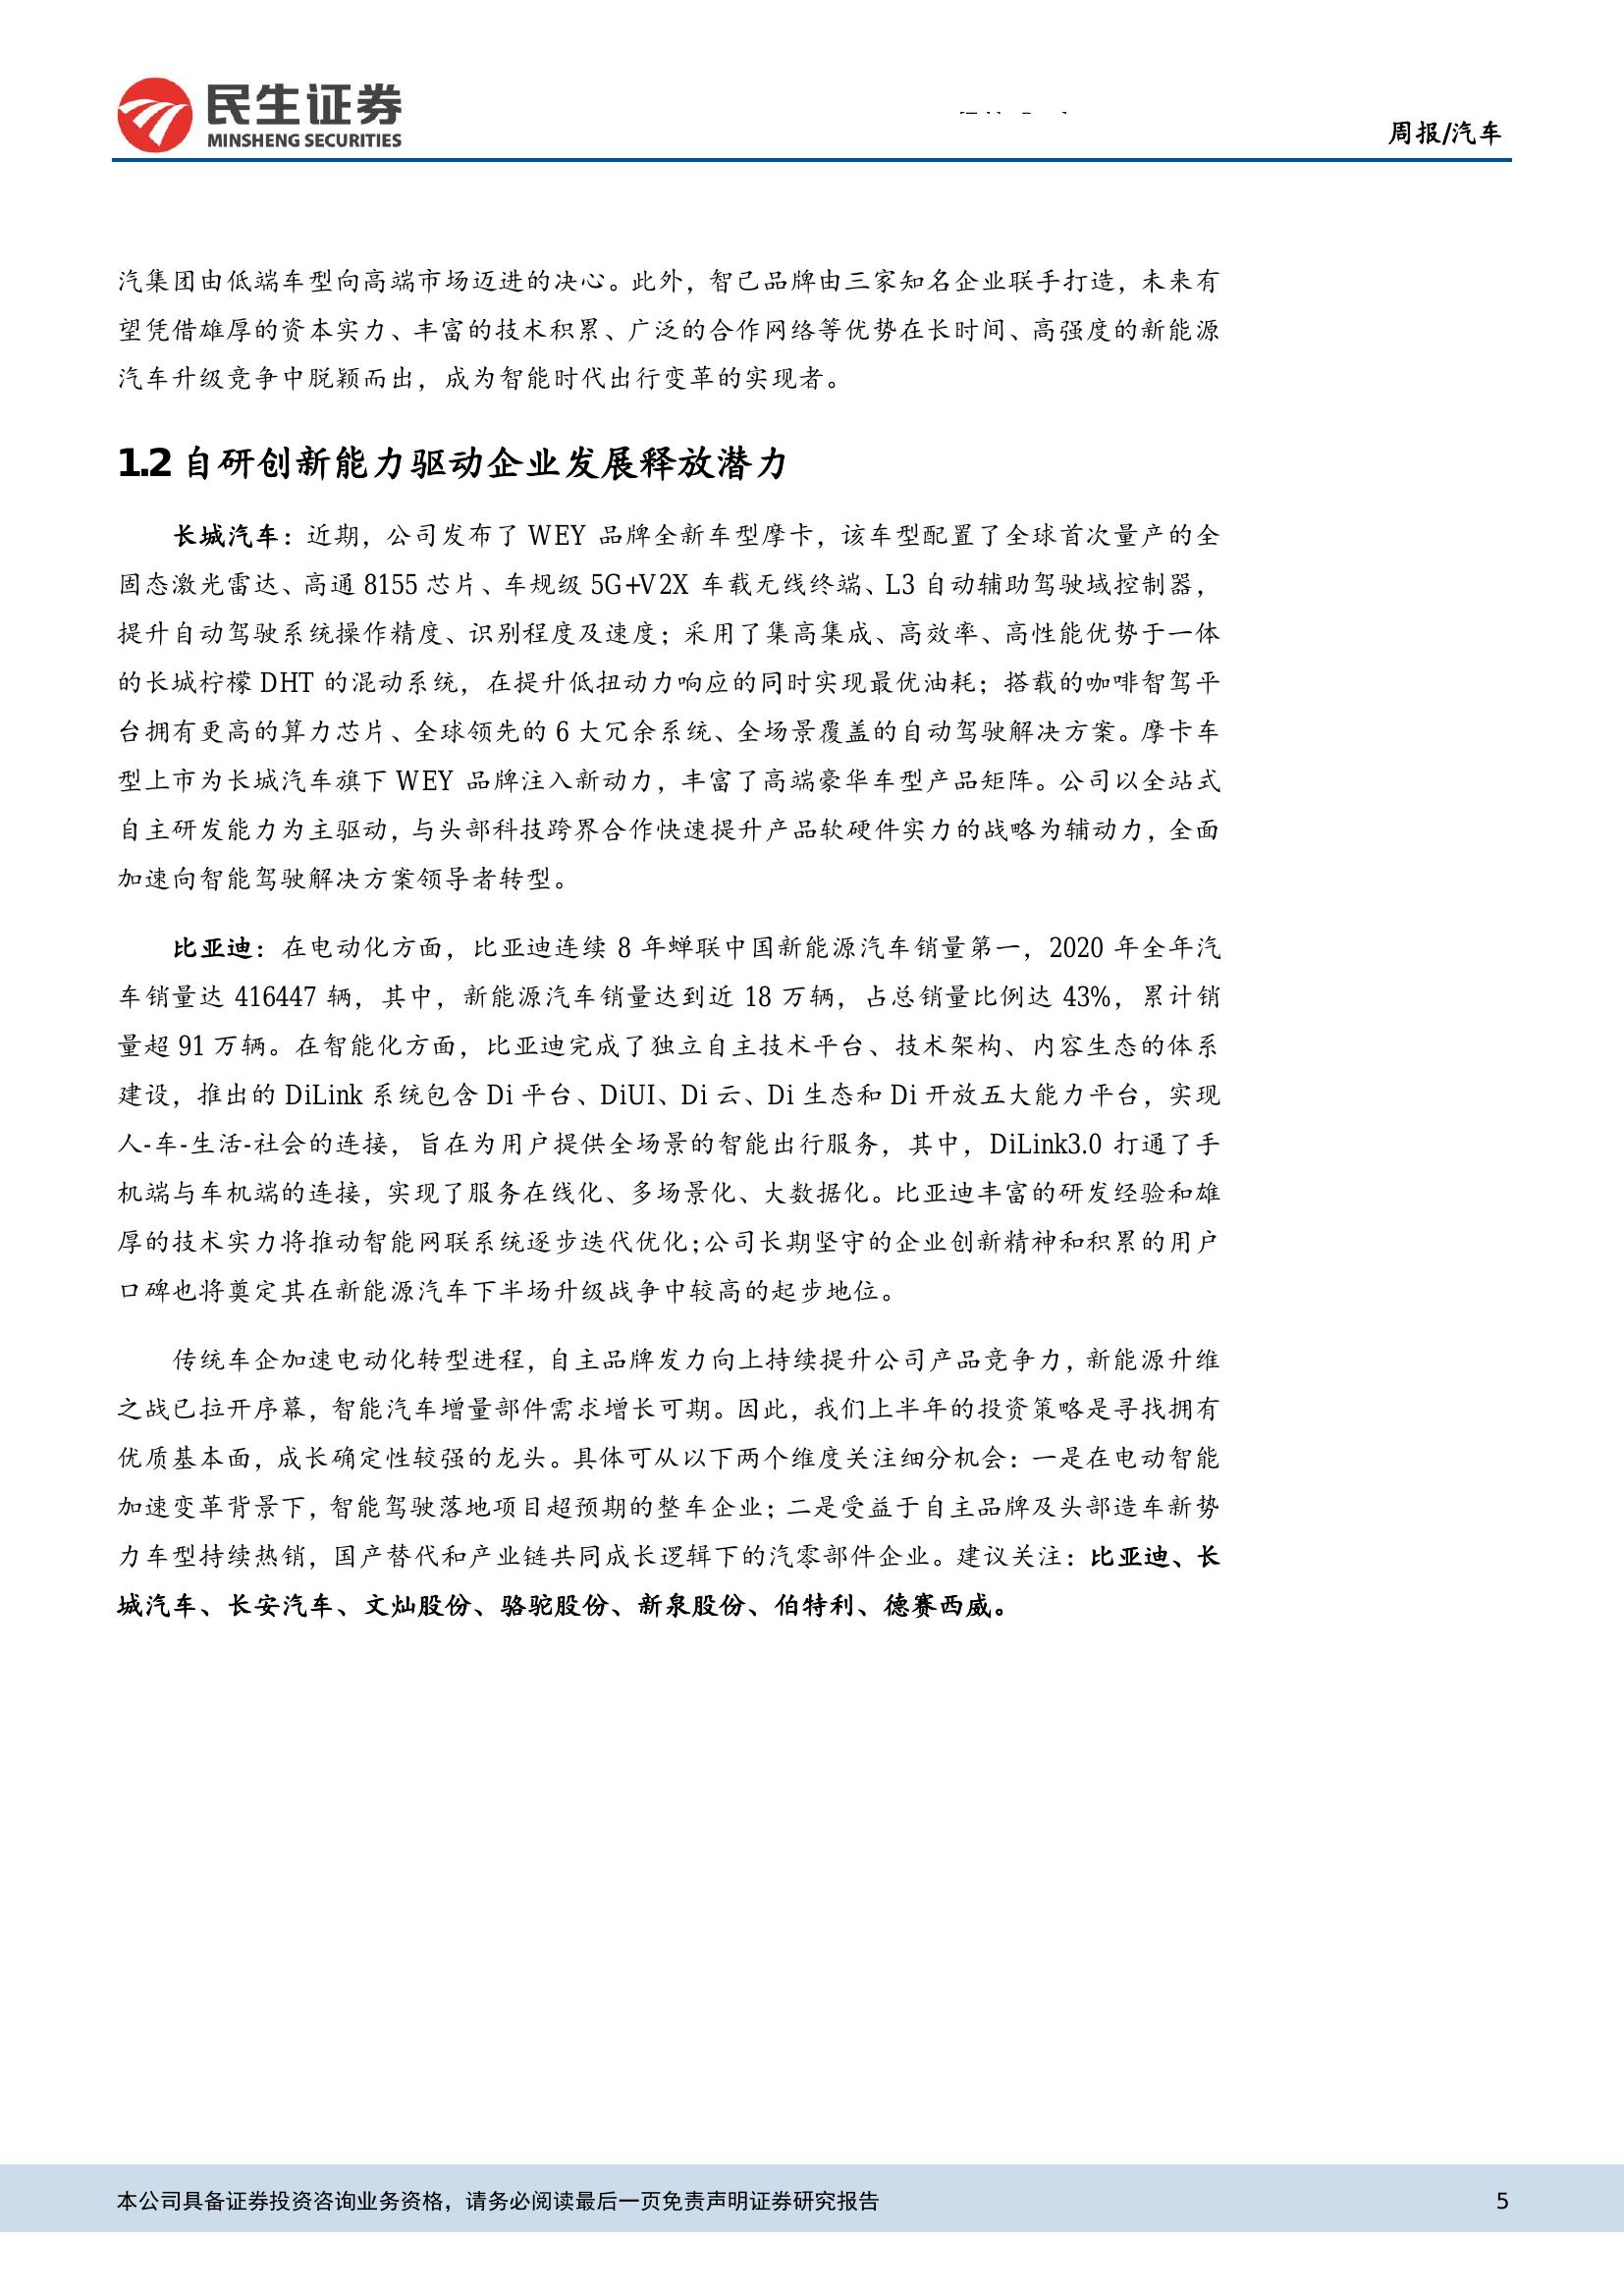 民生证券
MINSHENG SECURITIES
周报/汽车
汽集团由低端车型向高端市场迈进的决心。此外，智己品牌由三家知名企业联手打造，未来有
望凭借雄厚的资本实力、丰富的技术积累、广泛的合作网络等优势在长时间、高强度的新能源
汽车升级竞争中脱颖而出，成为智能时代出行变革的实现者。
1.2 自研创新能力驱动企业发展释放潜力
长城汽车：近期，公司发布了 WEY 品牌全新车型摩卡，该车型配置了全球首次量产的全
固态激光雷达、高通 8155 芯片、车规级 5G+V2X 车载无线终端、L3 自动辅助驾驶域控制器，
提升自动驾驶系统操作精度、识别程度及速度；采用了集高集成、高效率、高性能优势于一体
的长城柠檬 DHT 的混动系统，在提升低扭动力响应的同时实现最优油耗；搭载的咖啡智驾平
台拥有更高的算力芯片、全球领先的 6 大冗余系统、全场景覆盖的自动驾驶解决方案。摩卡车
型上市为长城汽车旗下 WEY 品牌注入新动力，丰富了高端豪华车型产品矩阵。公司以全站式
自主研发能力为主驱动，与头部科技跨界合作快速提升产品软硬件实力的战略为辅动力，全面
加速向智能驾驶解决方案领导者转型。
比亚迪：在电动化方面，比亚迪连续 8 年蝉联中国新能源汽车销量第一，2020 年全年汽
车销量达 416447 辆，其中，新能源汽车销量达到近 18 万辆，占总销量比例达 43%，累计销
量超 91 万辆。在智能化方面，比亚迪完成了独立自主技术平台、技术架构、内容生态的体系
建设，推出的 DiLink 系统包含 Di 平台、DiUI、Di 云、Di 生态和 Di 开放五大能力平台，实现
人-车-生活-社会的连接，旨在为用户提供全场景的智能出行服务，其中，DiLink3.0 打通了手
机端与车机端的连接，实现了服务在线化、多场景化、大数据化。比亚迪丰富的研发经验和雄
厚的技术实力将推动智能网联系统逐步迭代优化；公司长期坚守的企业创新精神和积累的用户
口碑也将奠定其在新能源汽车下半场升级战争中较高的起步地位。
传统车企加速电动化转型进程，自主品牌发力向上持续提升公司产品竞争力，新能源升维
之战已拉开序幕，智能汽车增量部件需求增长可期。因此，我们上半年的投资策略是寻找拥有
优质基本面，成长确定性较强的龙头。具体可从以下两个维度关注细分机会：一是在电动智能
加速变革背景下，智能驾驶落地项目超预期的整车企业；二是受益于自主品牌及头部造车新势
力车型持续热销，国产替代和产业链共同成长逻辑下的汽零部件企业。建议关注：比亚迪、长
城汽车、长安汽车、文灿股份、骆驼股份、新泉股份、伯特利、德赛西威。
本公司具备证券投资咨询业务资格，请务必阅读最后一页免责声明证券研究报告
5